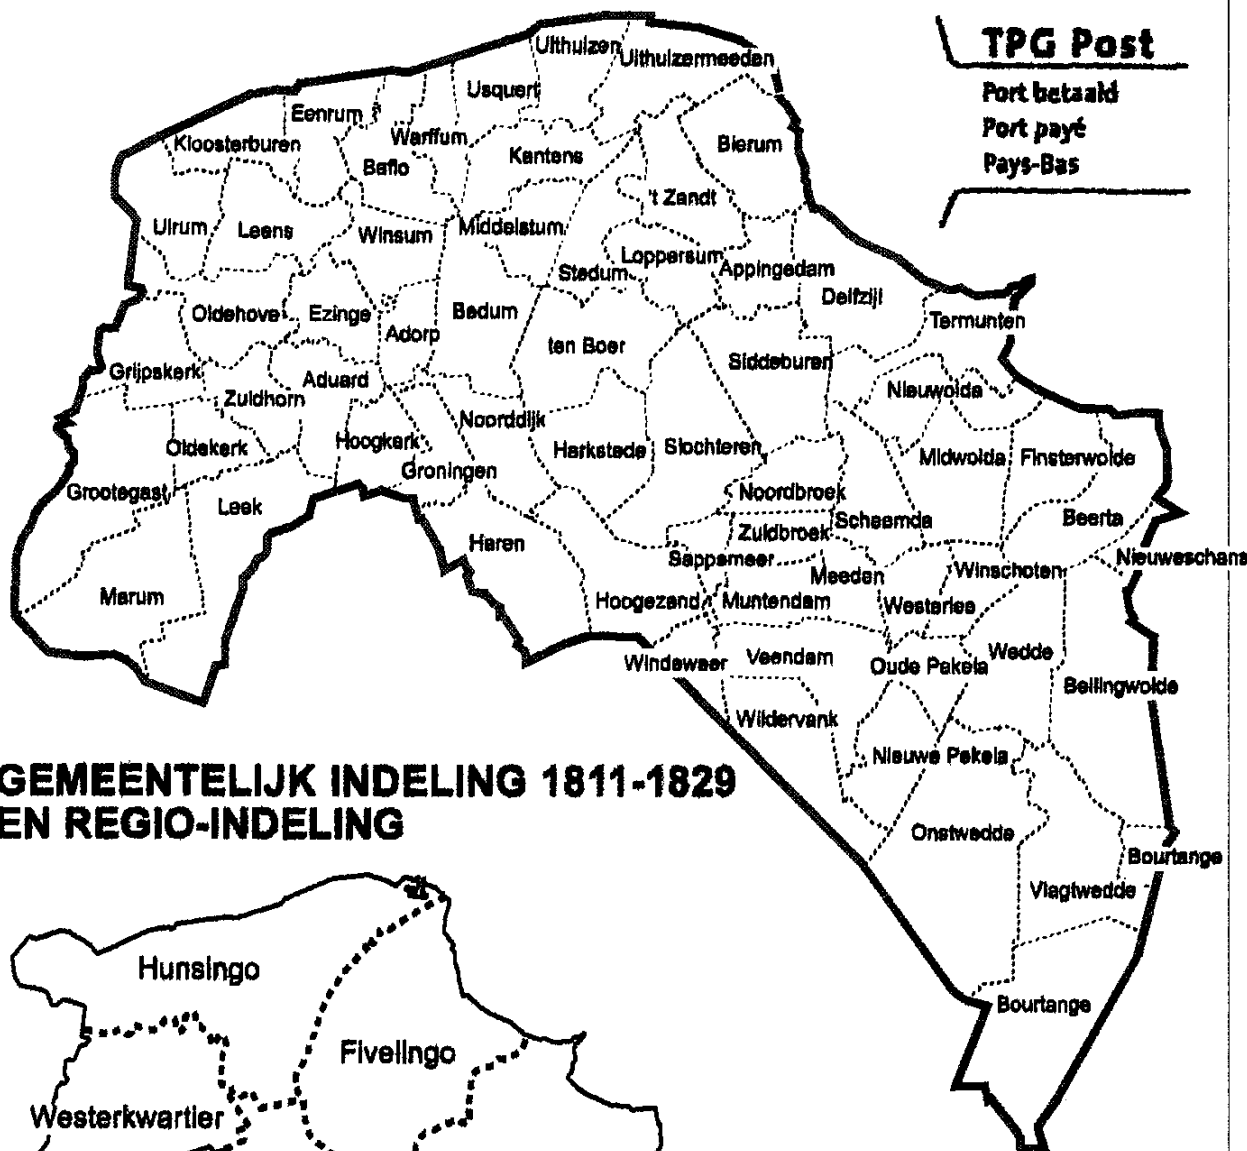 TPG Post
Port betaald
Port payé
Pays-Bas
Uithuizen
Uithuizermeeden
Usquert
Eenrum
Warffum
Kloosterburen
Baflo
Kantens
Bierum
't Zandt
Ulrum
Leens
Winsum
Middelstum
Loppersum
Stedum
Appingedam
Delfzijl
Oldehove
Ezinge
Bedum
Adorp
Termunten
ten Boer
Siddeburen
Grijpskerk
Aduard
Zuidhorn
Nieuwolda
Noorddijk
Oldekerk
Hoogkerk
Harkstede
Slochteren
Midwolda
Finsterwolde
Groningen
Grootegast
Leek
Noordbroek
Scheemda
Beerta
Zuidbroek
Haren
Sappemeer
Nieuweschans
Meeden
Winschoten
Marum
Hoogezand
Muntendam
Westerlee
Windeweer
Veendam
Oude Pekela
Wedde
Bellingwolde
Wildervank
Nieuwe Pekela
Onstwedde
Bourtange
Vlagtwedde
Bourtange
GEMEENTELIJK INDELING 1811-1829
EN REGIO-INDELING
Hunsingo
Fivelingo
Westerkwartier